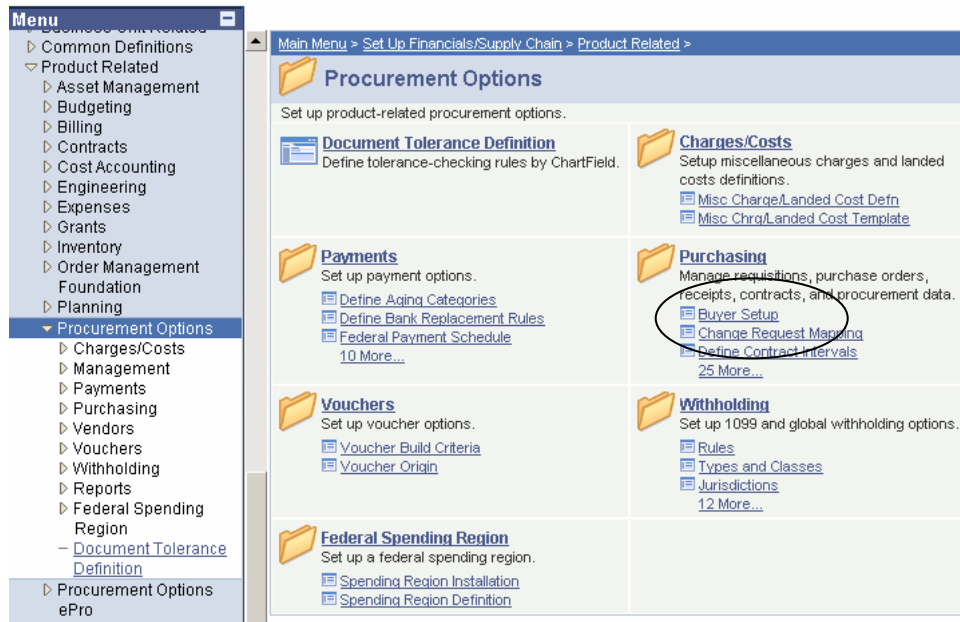 Menu
Business Unit Related
Common Definitions
Product Related
Asset Management
Budgeting
Billing
Contracts
Cost Accounting
Engineering
Expenses
Grants
Inventory
Order Management
Foundation
Planning
Procurement Options
Charges/Costs
Management
Payments
Purchasing
Vendors
Vouchers
Withholding
Reports
Federal Spending
Region
Document Tolerance
Definition
Procurement Options
ePro
Main Menu > Set Up Financials/Supply Chain > Product Related >
Procurement Options
Set up product-related procurement options.
Document Tolerance Definition
Define tolerance-checking rules by ChartField.
Charges/Costs
Setup miscellaneous charges and landed
costs definitions.
Misc Charge/Landed Cost Defn
Misc Chrg/Landed Cost Template
Payments
Set up payment options.
Define Aging Categories
Define Bank Replacement Rules
Federal Payment Schedule
10 More...
Purchasing
Manage requisitions, purchase orders,
receipts, contracts, and procurement data.
Buyer Setup
Change Request Mapping
Define Contract Intervals
25 More...
Vouchers
Set up voucher options.
Voucher Build Criteria
Voucher Origin
Withholding
Set up 1099 and global withholding options.
Rules
Types and Classes
Jurisdictions
12 More...
Federal Spending Region
Set up a federal spending region.
Spending Region Installation
Spending Region Definition